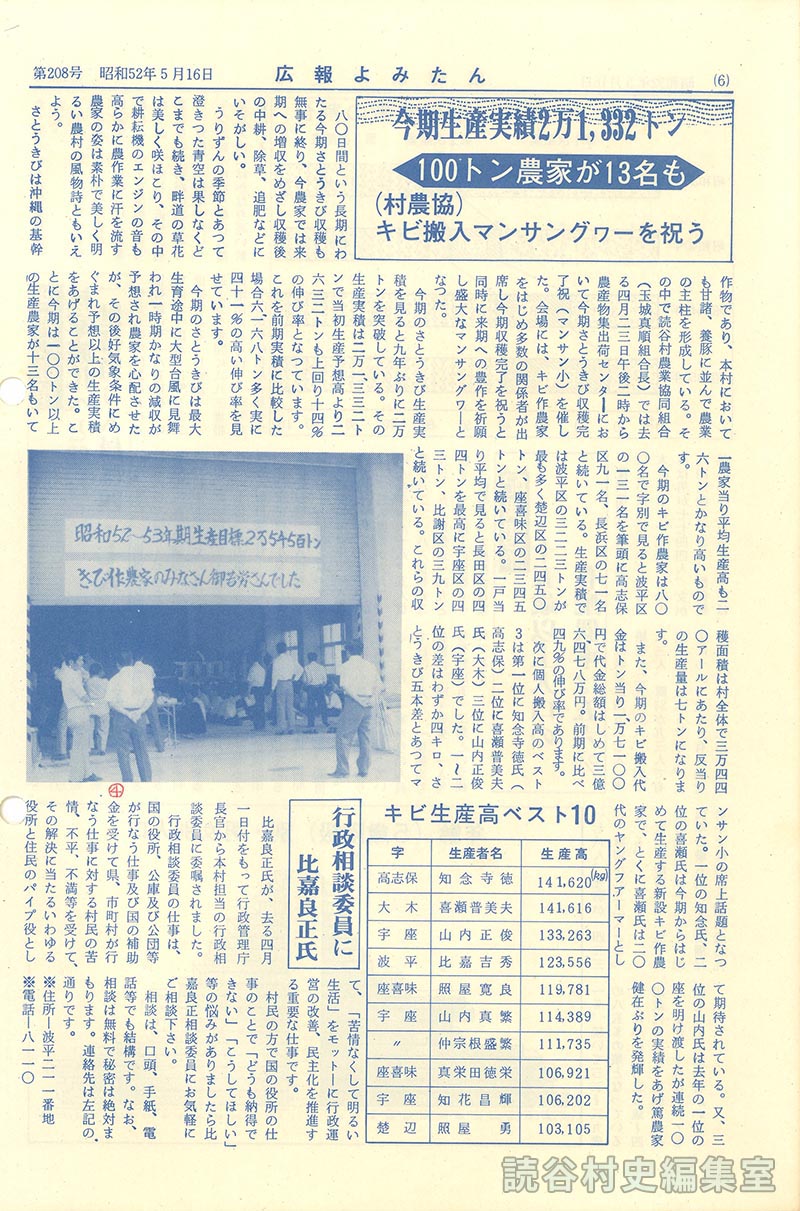 第208号 昭和52年5月16日
広報よみたん
(6)
今期生産実績2万1,332トン
100トン農家が13名も
(村農協)
キビ搬入マンサングヮーを祝う
八〇日間という長期にわ
たる今期さとうきび収穫も
無事に終り、今農家では来
期への増収をめざし収穫後
の中耕、除草、追肥などに
いそがしい。
うりずんの季節とあつて
澄きつた青空は果しなくど
こまでも続き、畔道の草花
は美しく咲ほこり、その中
で耕転機のエンジンの音も
高らかに農作業に汗を流す
農家の姿は素朴で美しく明
るい農村の風物詩ともいえ
よう。
さとうきびは沖縄の基幹
作物であり、本村において
も甘諸、養豚に並んで農業
の主柱を形成している。そ
の中で読谷村農業協同組合
(玉城真順組合長)では去
る四月二三日午後二時から
農産物集出荷センターにお
いて今期さとうきび収穫完
了祝(マンサン小)を催し
た。会場には、キビ作農家
をはじめ多数の関係者が出
席し今期収穫完了を祝うと
同時に来期への豊作を祈願
し盛大なマンサングワーと
なつた。
今期のさとうきび生産実
積を見ると九年ぶりに二万
トンを突破している。その
生産実積は二万一、三三二ト
ンで当初生産予想高より二
六三二トンも上回り十四%
の伸び率となつています。
これを前期実積に比較した
場合六、一六八トン多く実に
四十一%の高い伸び率を見
せています。
今期のさとうきびは最大
生育途中に大型台風に見舞
われ一時期かなりの減収が
予想され農家を心配させた
が、その後好気象条件にめ
ぐまれ予想以上の生産実積
をあげることができた。こ
とに今期は一〇〇トン以上
の生産農家が十三名もいて
一農家当り平均生産高も二
六トンとかなり高いもので
す。
今期のキビ作農家は八〇
〇名で字別で見ると波平区
の一三一名を筆頭に高志保
区九一名、長浜区の七一名
と続いている。生産実積で
は波平区の三二二三トンが
最も多く楚辺区の二四五〇
トン、座喜味区の二三四五
トンと続いている。一戸当
り平均で見ると長田区の四
四トンを最高に宇座区の四
三トン、比謝区の三九トン
と続いている。これらの収
穫面積は村全体で三万四四
〇アールにあたり、反当り
の生産量は七トンになりま
す。
また、今期のキビ搬入代
金はトン当り一、万七一〇〇
円で代金総額はしめて三億
六四七八万円。前期に比べ
四九%の伸び率であります。
次に個人搬入高のベスト
3は第一位に知念寺徳氏(
高志保)二位に喜瀬普美夫
氏(大木)三位に山内正俊
氏(宇座)でした。一~二
位の差はわずか四キロ、さ
とうきび五本差とあつてマ
ンサン小の席上話題となつ
ていた。一位の知念氏、二
位の喜瀬氏は今期からはじ
めて生産する新設キビ作農
家で、とくに喜瀬氏は二〇
代のヤングフアーマーとし
て期待されている。又、三
位の山内氏は去年の一位の
座を明け渡したが連続一〇
〇トンの実績をあげ篤農家
健在ぶりを発揮した。
昭和52~53年期生産目標2万5千5百トン
きび作農家のみなさん御苦労さんでした
④
キビ生産高ベスト10
字 生産者名 生産高
高志保 知念寺徳 141,620(kg)
大木 喜瀬普美夫 141,616
宇座 山内正俊 133,263
波平 比嘉吉秀 123,556
座喜味 照屋寛良 119,781
宇座 山内真繁 114,389
〃 仲宗根盛繁 111,735
座喜味 真栄田徳栄 106,921
宇座 知花昌輝 106,202
楚辺 照屋勇 103,105
行政相談委員に
比嘉良正氏
比嘉良正氏が、去る四月
一日付をもって行政管理庁
長官から本村担当の行政相
談委員に委嘱されました。
行政相談委員の仕事は、
国の役所、公庫及び公団等
が行なう仕事及び国の補助
金を受けて県、市町村が行
なう仕事に対する村民の苦
情、不平、不満等を受けて、
その解決に当たるいわゆる
役所と住民のパイプ役とし
て、「苦情なくして明るい
生活」をモットーに行政運
営の改善、民主化を推進す
る重要な仕事です。
村民の方で国の役所の仕
事のことで「どうも納得で
きない」「こうしてほしい」
等の悩みがありましたら比
嘉良正相談委員にお気軽に
ご相談下さい。
相談は、口頭、手紙、電
話等でも結構です。なお、
相談は無料で秘密は絶対ま
もります。連絡先は左記の
通りです。
※住所―波平二一一番地
※電話―八―一一〇
読谷村史編集室